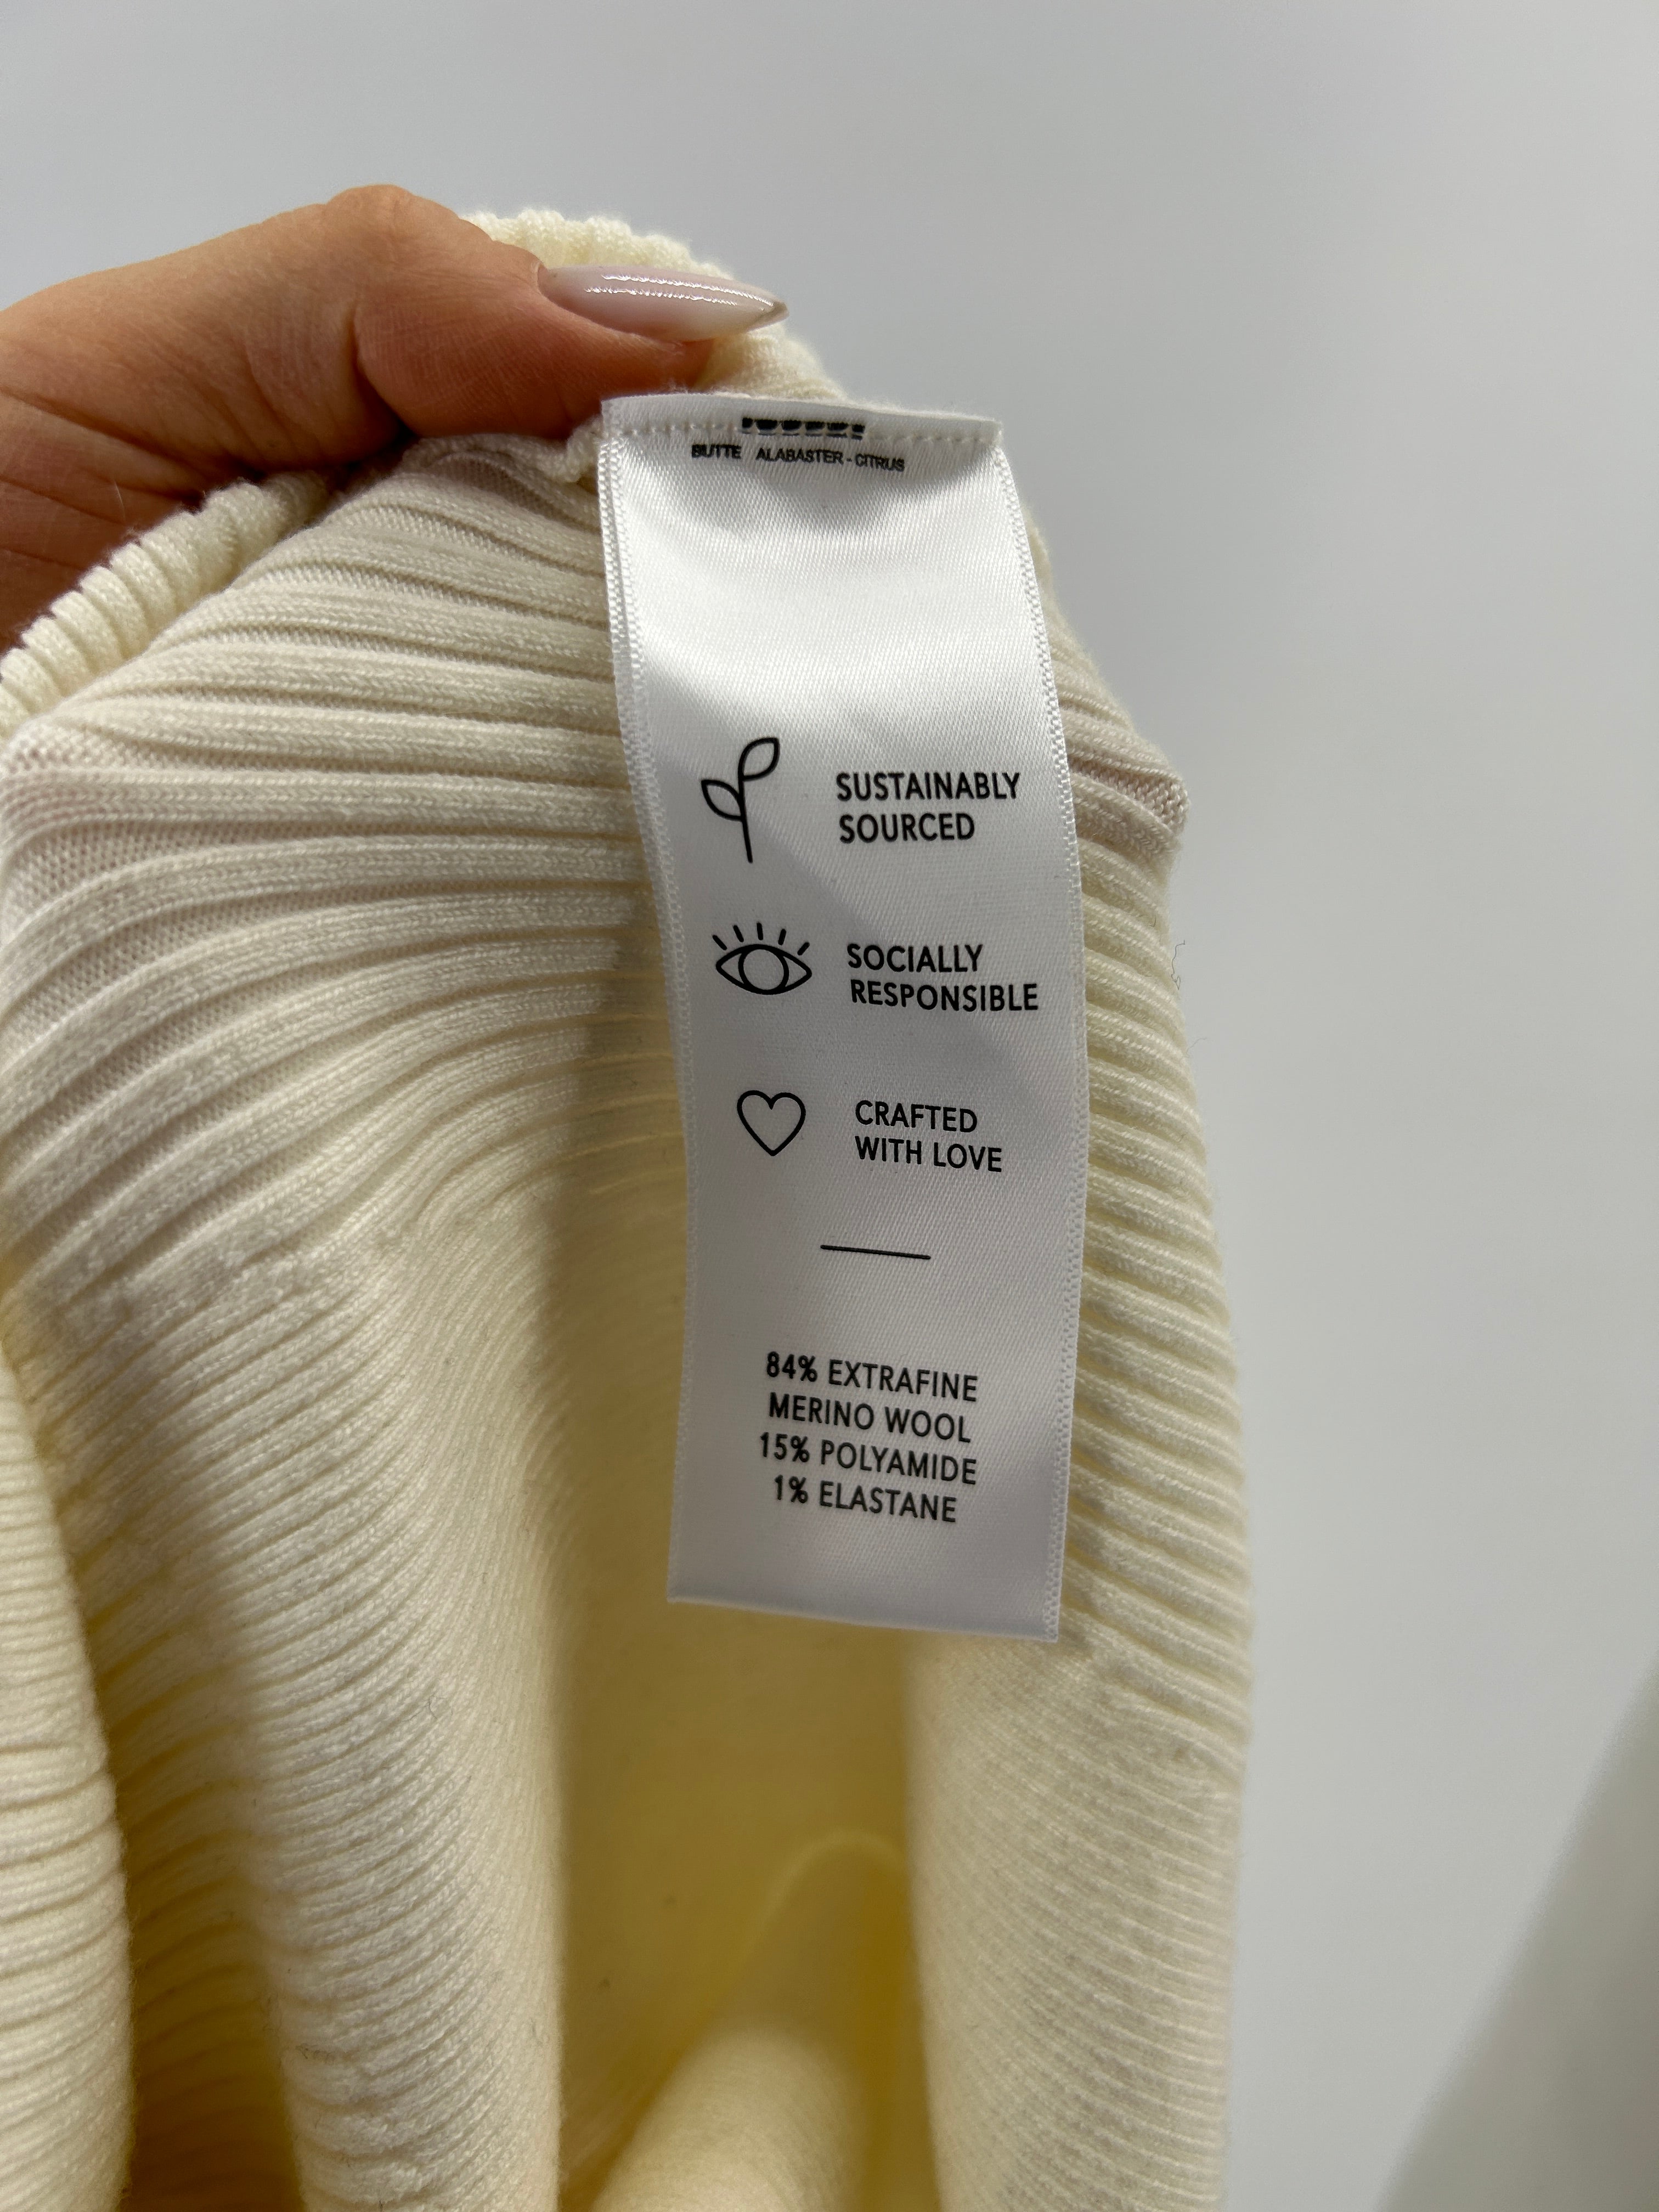 BUTTE ALABASTER - CITRUS
SUSTAINABLY
SOURCED
SOCIALLY
RESPONSIBLE
CRAFTED
WITH LOVE
84% EXTRAFINE
MERINO WOOL
15% POLYAMIDE
1% ELASTANE